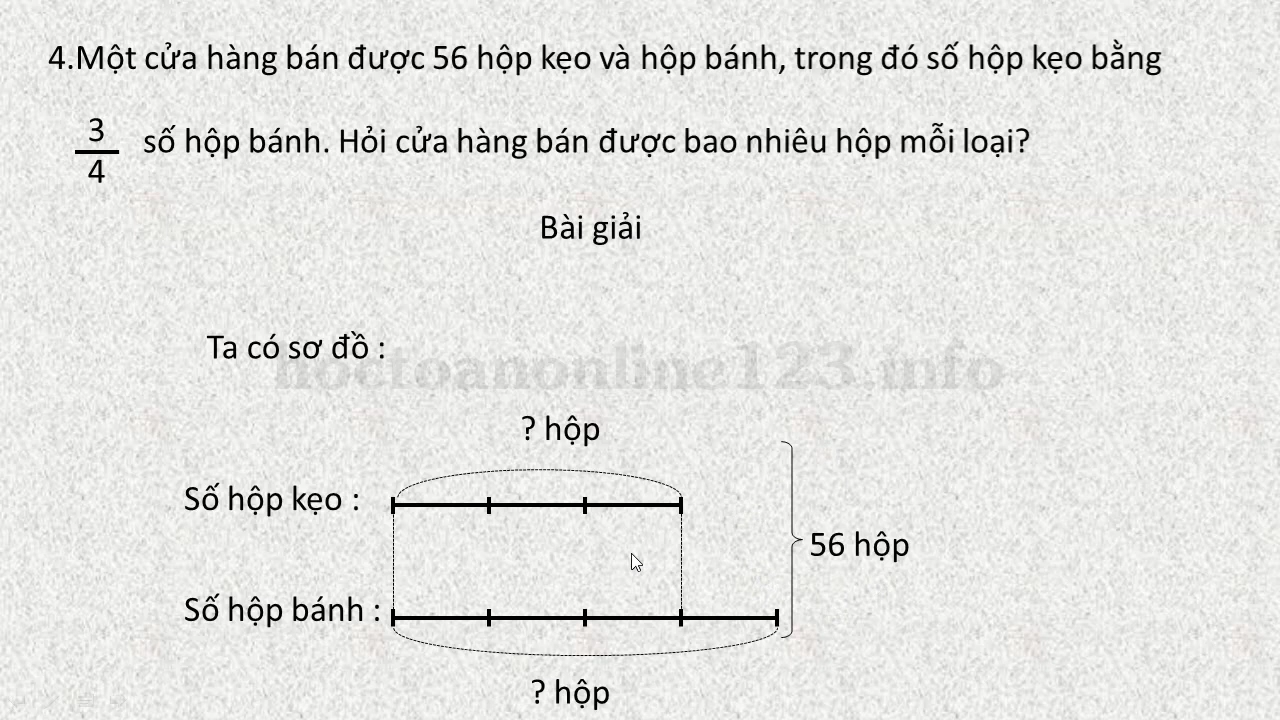 4.Một cửa hàng bán được 56 hộp kẹo và hộp bánh, trong đó số hộp kẹo bằng
3
4
số hộp bánh. Hỏi cửa hàng bán được bao nhiêu hộp mỗi loại?
Bài giải
Ta có sơ đồ :
hoctoanonline123.info
? hộp
Số hộp kẹo :
56 hộp
Số hộp bánh :
? hộp